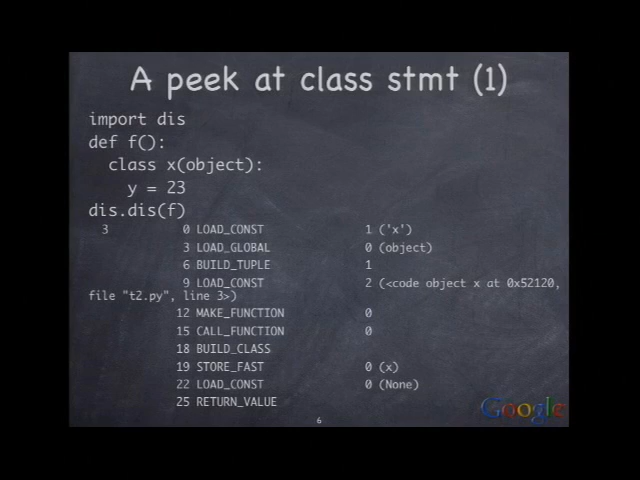 A peek at class stmt (1)
import dis
def f():
  class x(object):
    y = 23
dis.dis(f)
3 0 LOAD_CONST 1 ('x')
3 LOAD_GLOBAL 0 (object)
6 BUILD_TUPLE 1
9 LOAD_CONST 2 (<code object x at 0x52120,
file "t2.py", line 3>)
12 MAKE_FUNCTION 0
15 CALL_FUNCTION 0
18 BUILD_CLASS
19 STORE_FAST 0 (x)
22 LOAD_CONST 0 (None)
25 RETURN_VALUE
6
Google